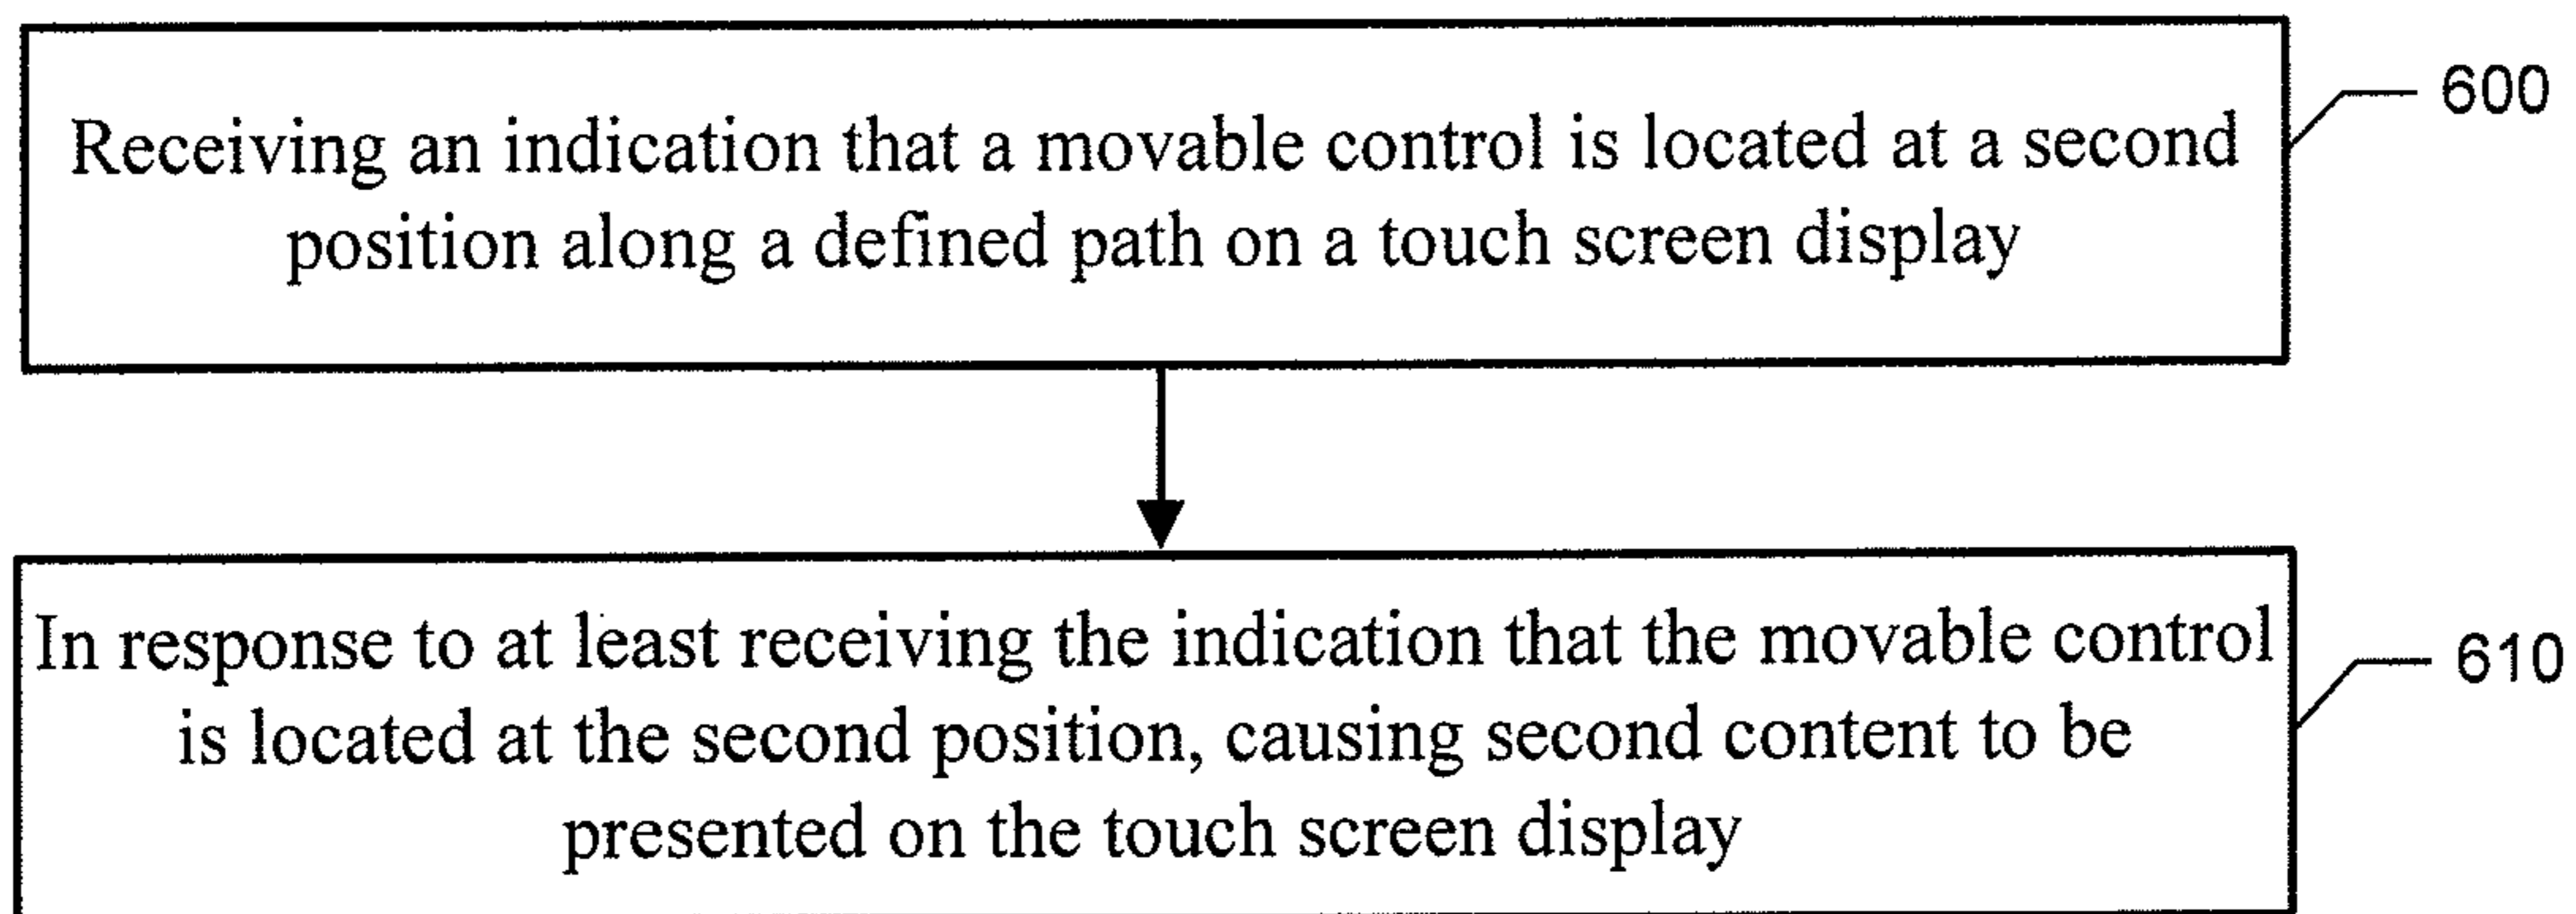 Receiving an indication that a movable control is located at a second
position along a defined path on a touch screen display
600
In response to at least receiving the indication that the movable control
is located at the second position, causing second content to be
presented on the touch screen display
610